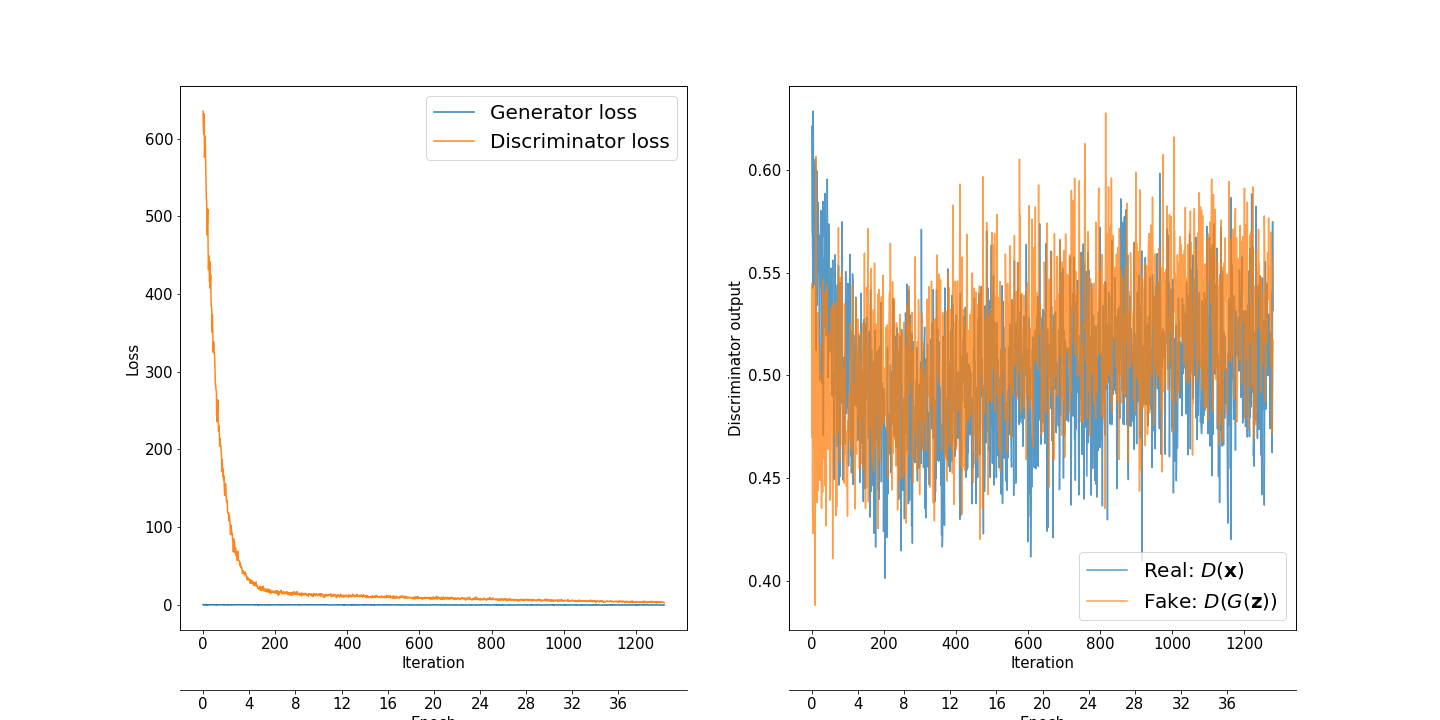 Generator loss
Discriminator loss
Loss
600
500
400
300
200
100
0
0 200 400 600 800 1000 1200
Iteration
0 4 8 12 16 20 24 28 32 36
Epoch
Discriminator output
0.60
0.55
0.50
0.45
0.40
Real: D(x)
Fake: D(G(z))
0 200 400 600 800 1000 1200
Iteration
0 4 8 12 16 20 24 28 32 36
Epoch